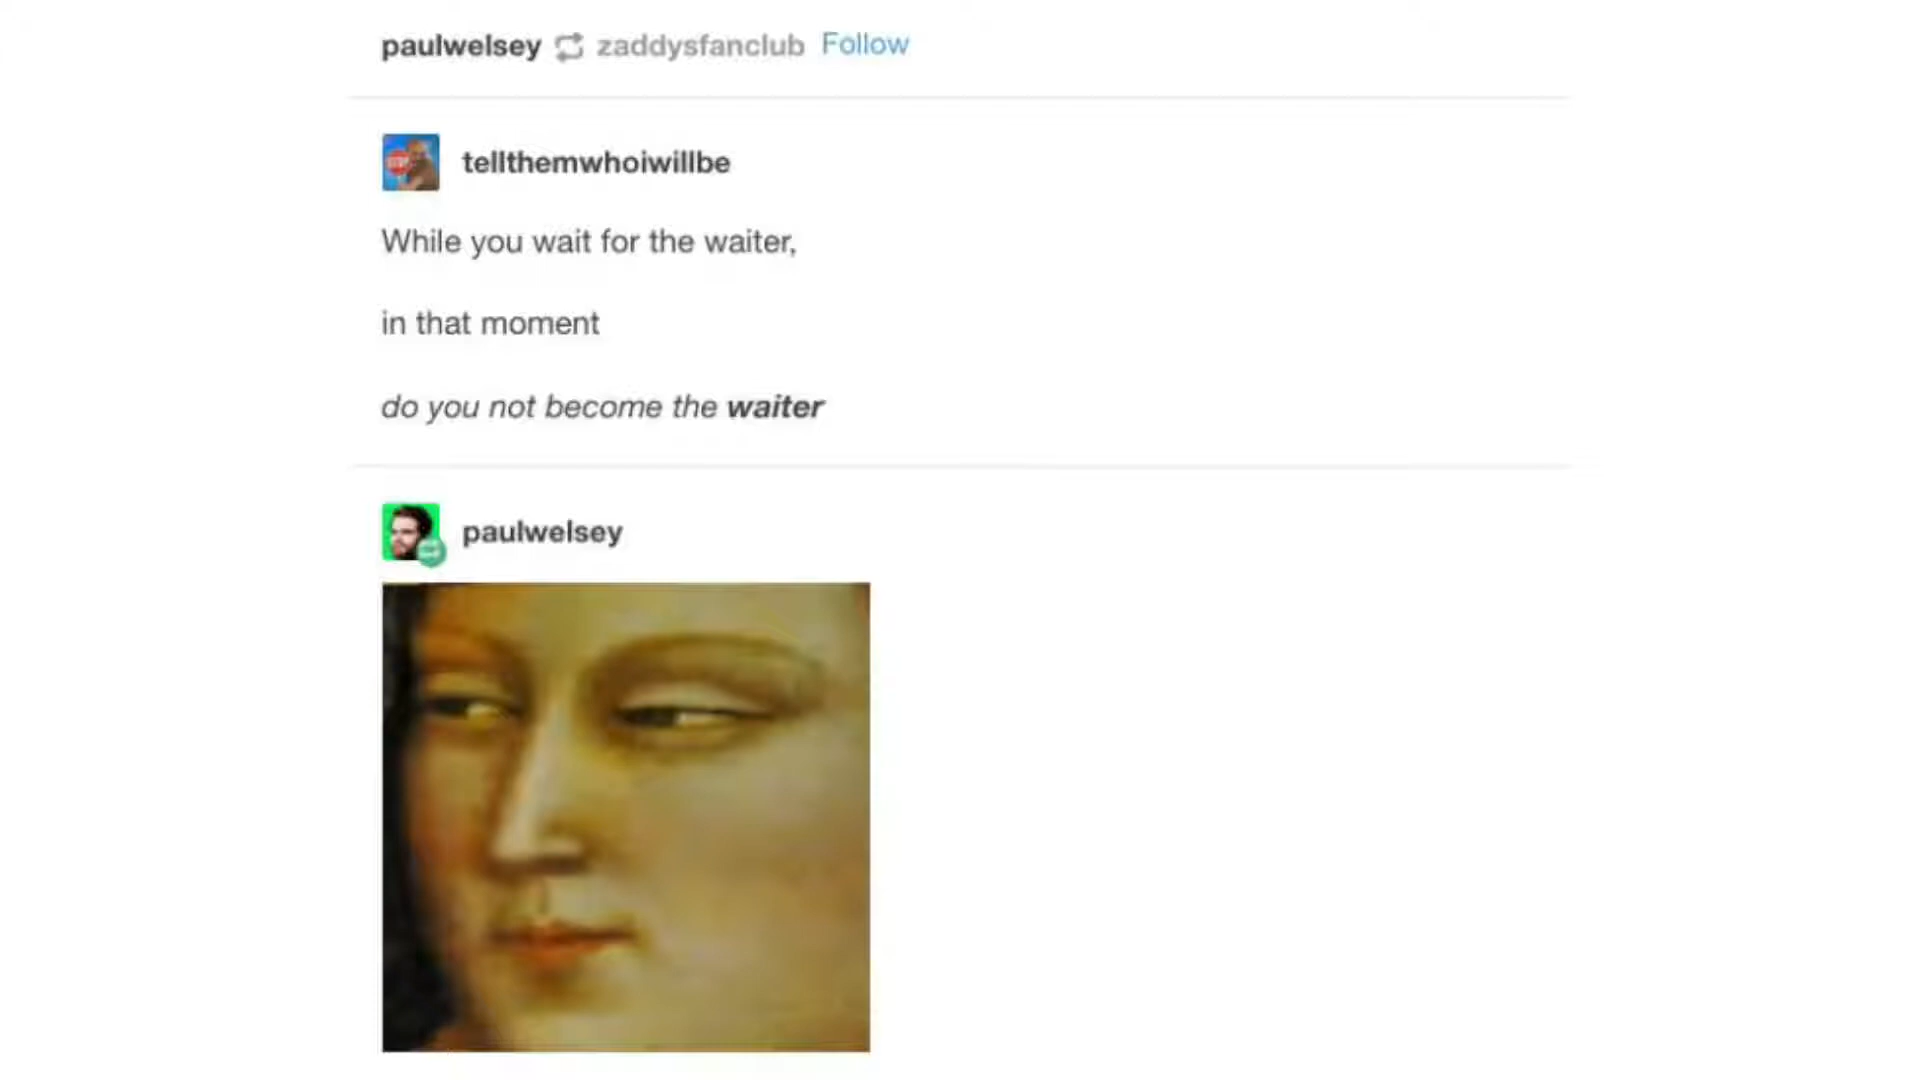 paulwelsey zaddysfanclub Follow
STOP
tellthemwhoiwillbe
While you wait for the waiter,
in that moment
do you not become the waiter
paulwelsey